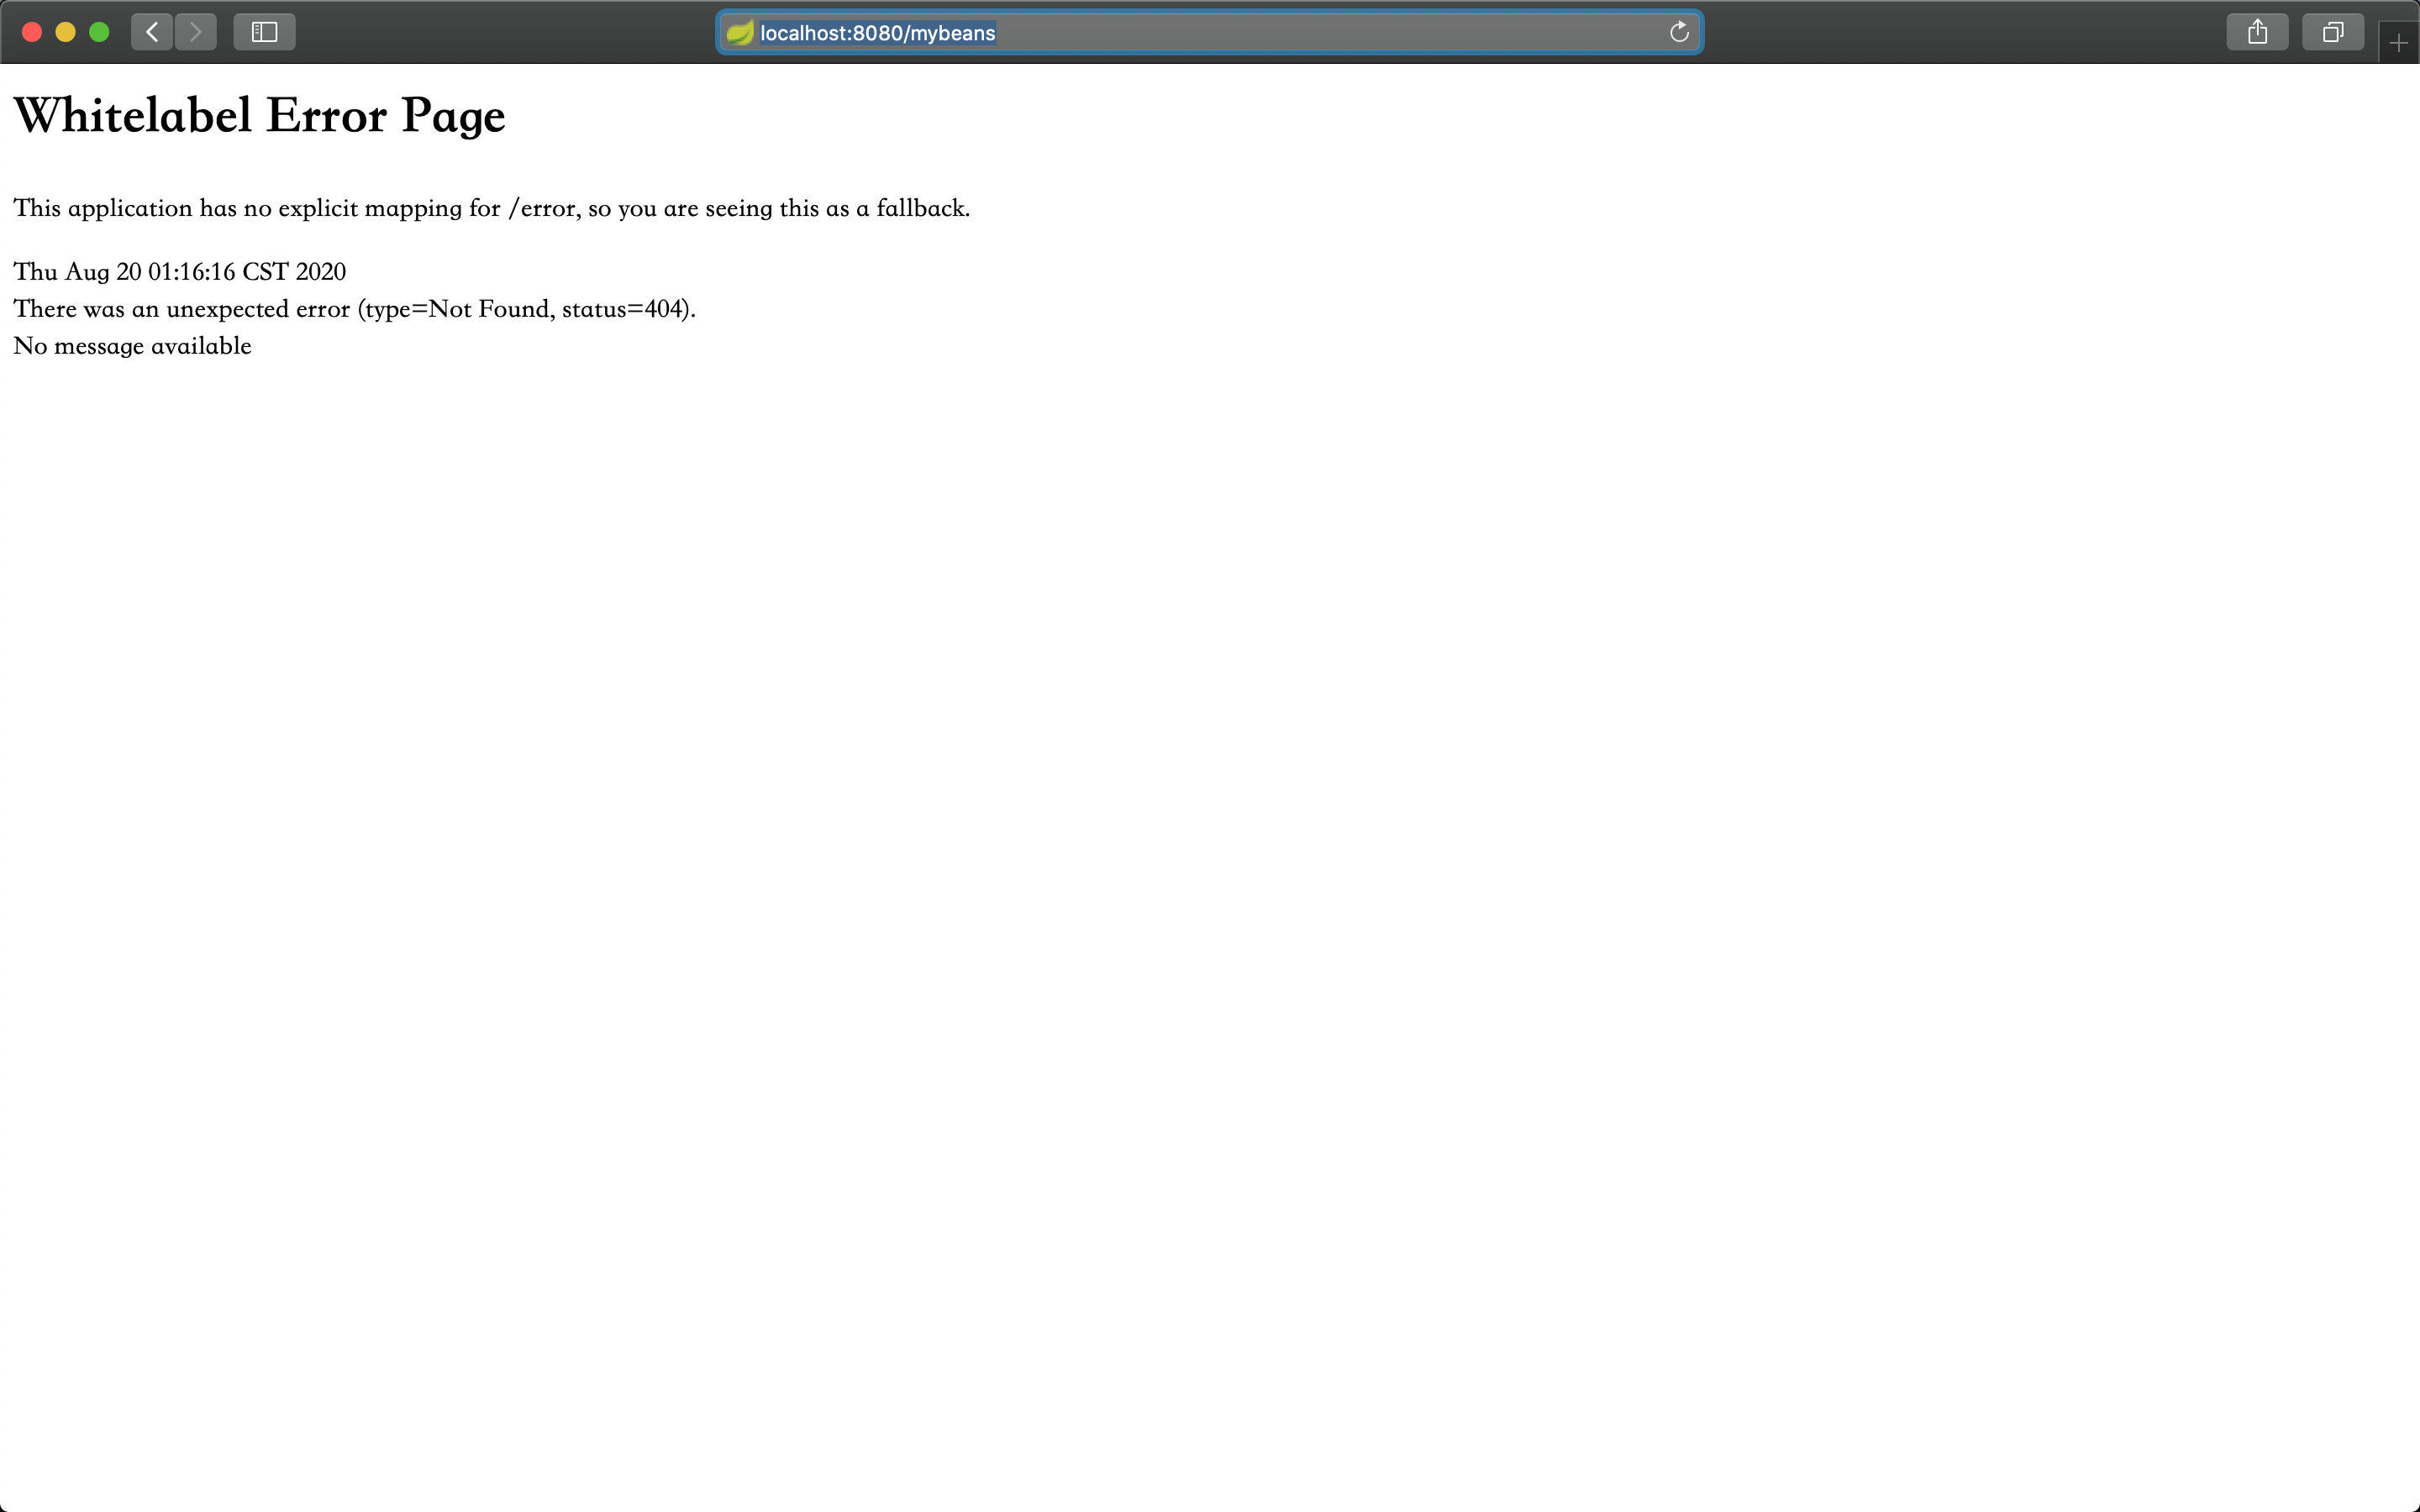 localhost:8080/mybeans
Whitelabel Error Page
This application has no explicit mapping for /error, so you are seeing this as a fallback.
Thu Aug 20 01:16:16 CST 2020
There was an unexpected error (type=Not Found, status=404).
No message available